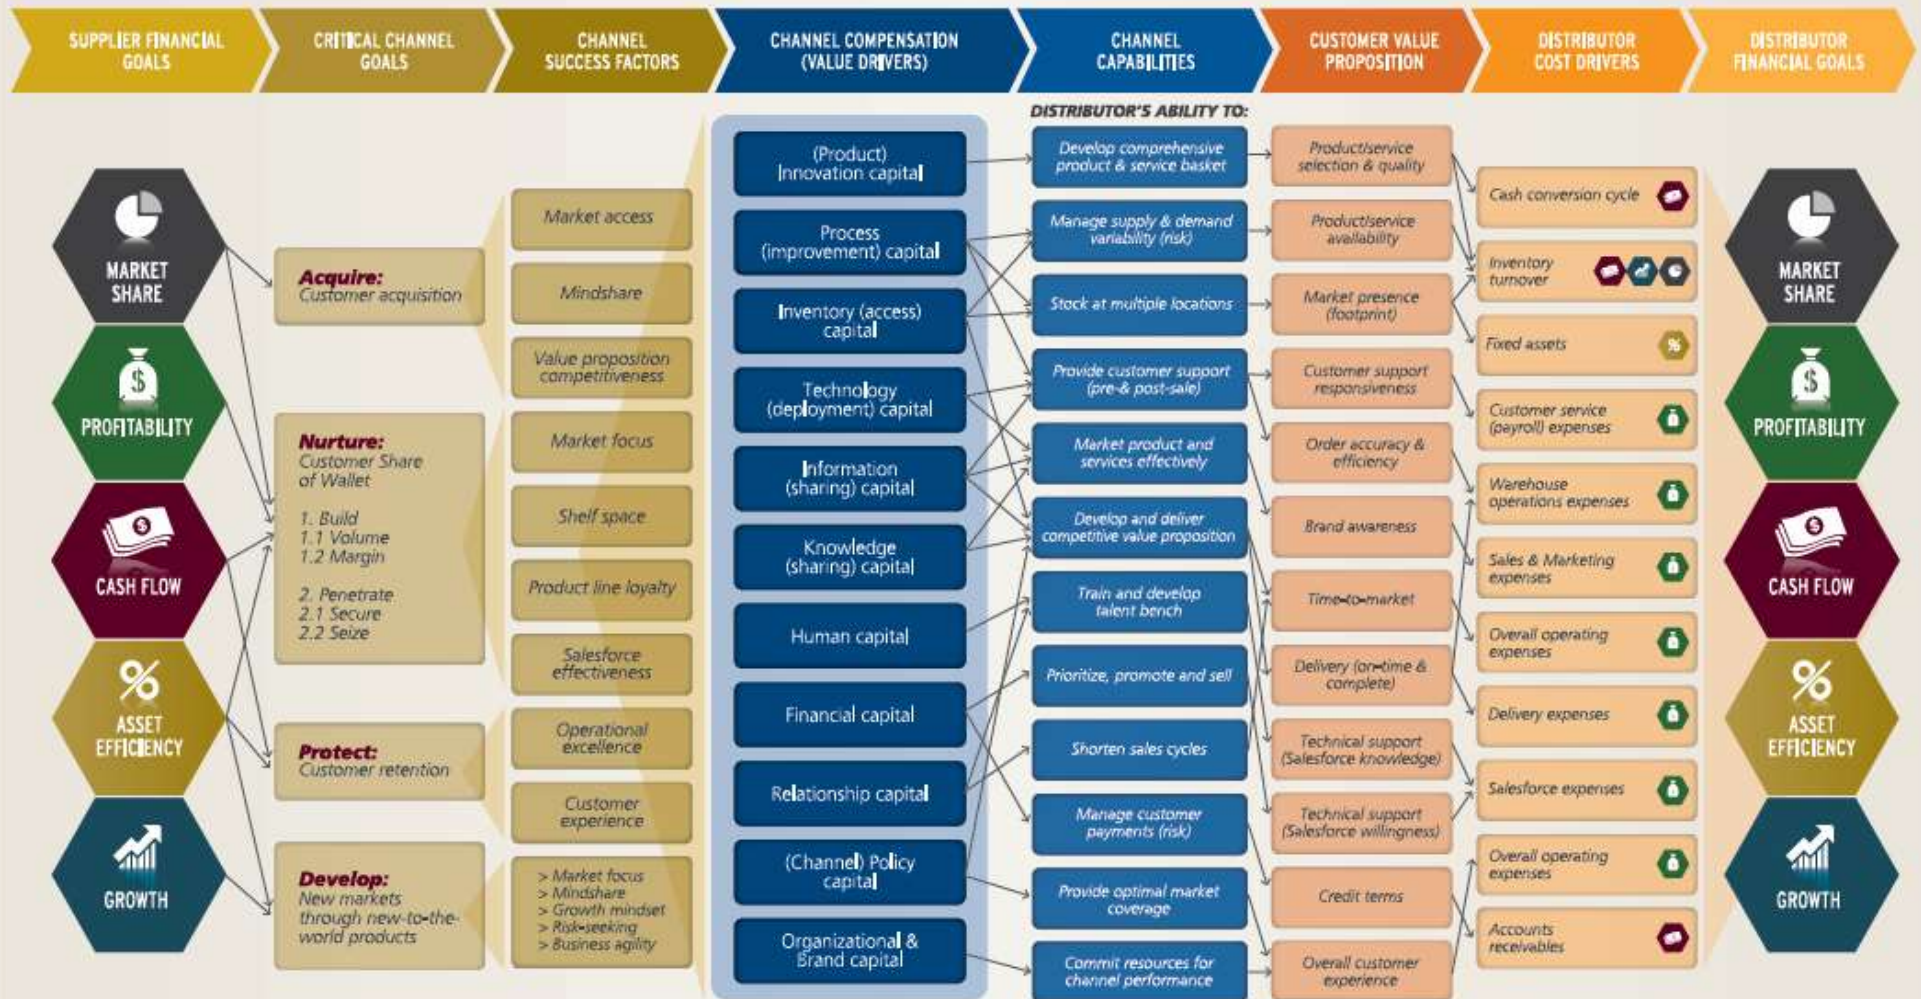 SUPPLIER FINANCIAL
GOALS
CRITICAL CHANNEL
GOALS
CHANNEL
SUCCESS FACTORS
CHANNEL COMPENSATION
(VALUE DRIVERS)
CHANNEL
CAPABILITIES
CUSTOMER VALUE
PROPOSITION
DISTRIBUTOR
COST DRIVERS
DISTRIBUTOR
FINANCIAL GOALS
MARKET
SHARE
PROFITABILITY
$
CASH FLOW
$
%
ASSET
EFFICIENCY
GROWTH
Acquire:
Customer acquisition
Nurture:
Customer Share
of Wallet
1. Build
1.1 Volume
1.2 Margin
2. Penetrate
2.1 Secure
2.2 Seize
Protect:
Customer retention
Develop:
New markets
through new-to-the-
world products
Market access
Mindshare
Value proposition
competitiveness
Market focus
Shelf space
Product line loyalty
Salesforce
effectiveness
Operational
excellence
Customer
experience
> Market focus
> Mindshare
> Growth mindset
> Risk-seeking
> Business agility
(Product)
Innovation capital
Process
(improvement) capital
Inventory (access)
capital
Technology
(deployment) capital
Information
(sharing) capital
Knowledge
(sharing) capital
Human capital
Financial capital
Relationship capital
(Channel) Policy
capital
Organizational &
Brand capital
DISTRIBUTOR'S ABILITY TO:
Develop comprehensive
product & service basket
Manage supply & demand
variability (risk)
Stock at multiple locations
Provide customer support
(pre-& post-sale)
Market product and
services effectively
Develop and deliver
competitive value proposition
Train and develop
talent bench
Prioritize, promote and sell
Shorten sales cycles
Manage customer
payments (risk)
Provide optimal market
coverage
Commit resources for
channel performance
Product/service
selection & quality
Product/service
availability
Market presence
(footprint)
Customer support
responsiveness
Order accuracy &
efficiency
Brand awareness
Time-to-market
Delivery (on-time &
complete)
Technical support
(Salesforce knowledge)
Technical support
(Salesforce willingness)
Credit terms
Overall customer
experience
Cash conversion cycle
Inventory
turnover
Fixed assets
%
Customer service
(payroll) expenses
Warehouse
operations expenses
Sales & Marketing
expenses
Overall operating
expenses
Delivery expenses
Salesforce expenses
Overall operating
expenses
Accounts
receivables
MARKET
SHARE
$
PROFITABILITY
$
CASH FLOW
%
ASSET
EFFICIENCY
GROWTH